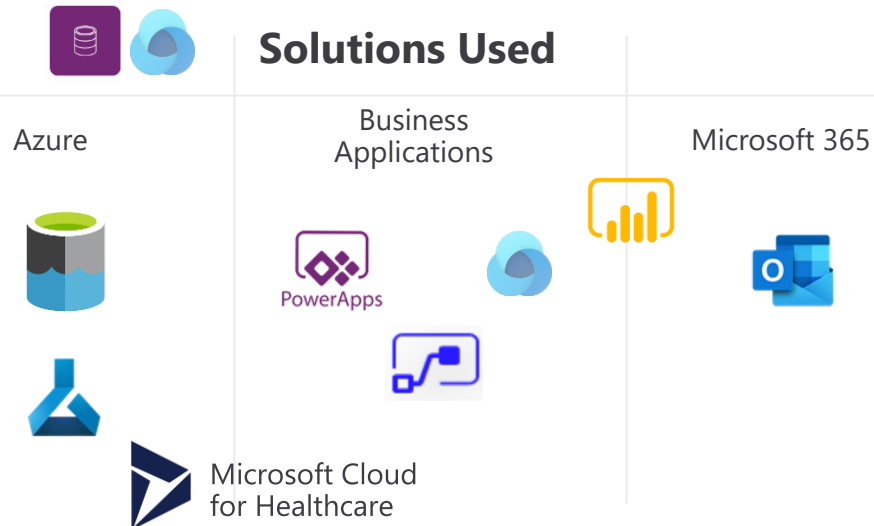 Solutions Used
Azure
Business
Applications
Microsoft 365
PowerApps
O
Microsoft Cloud
for Healthcare